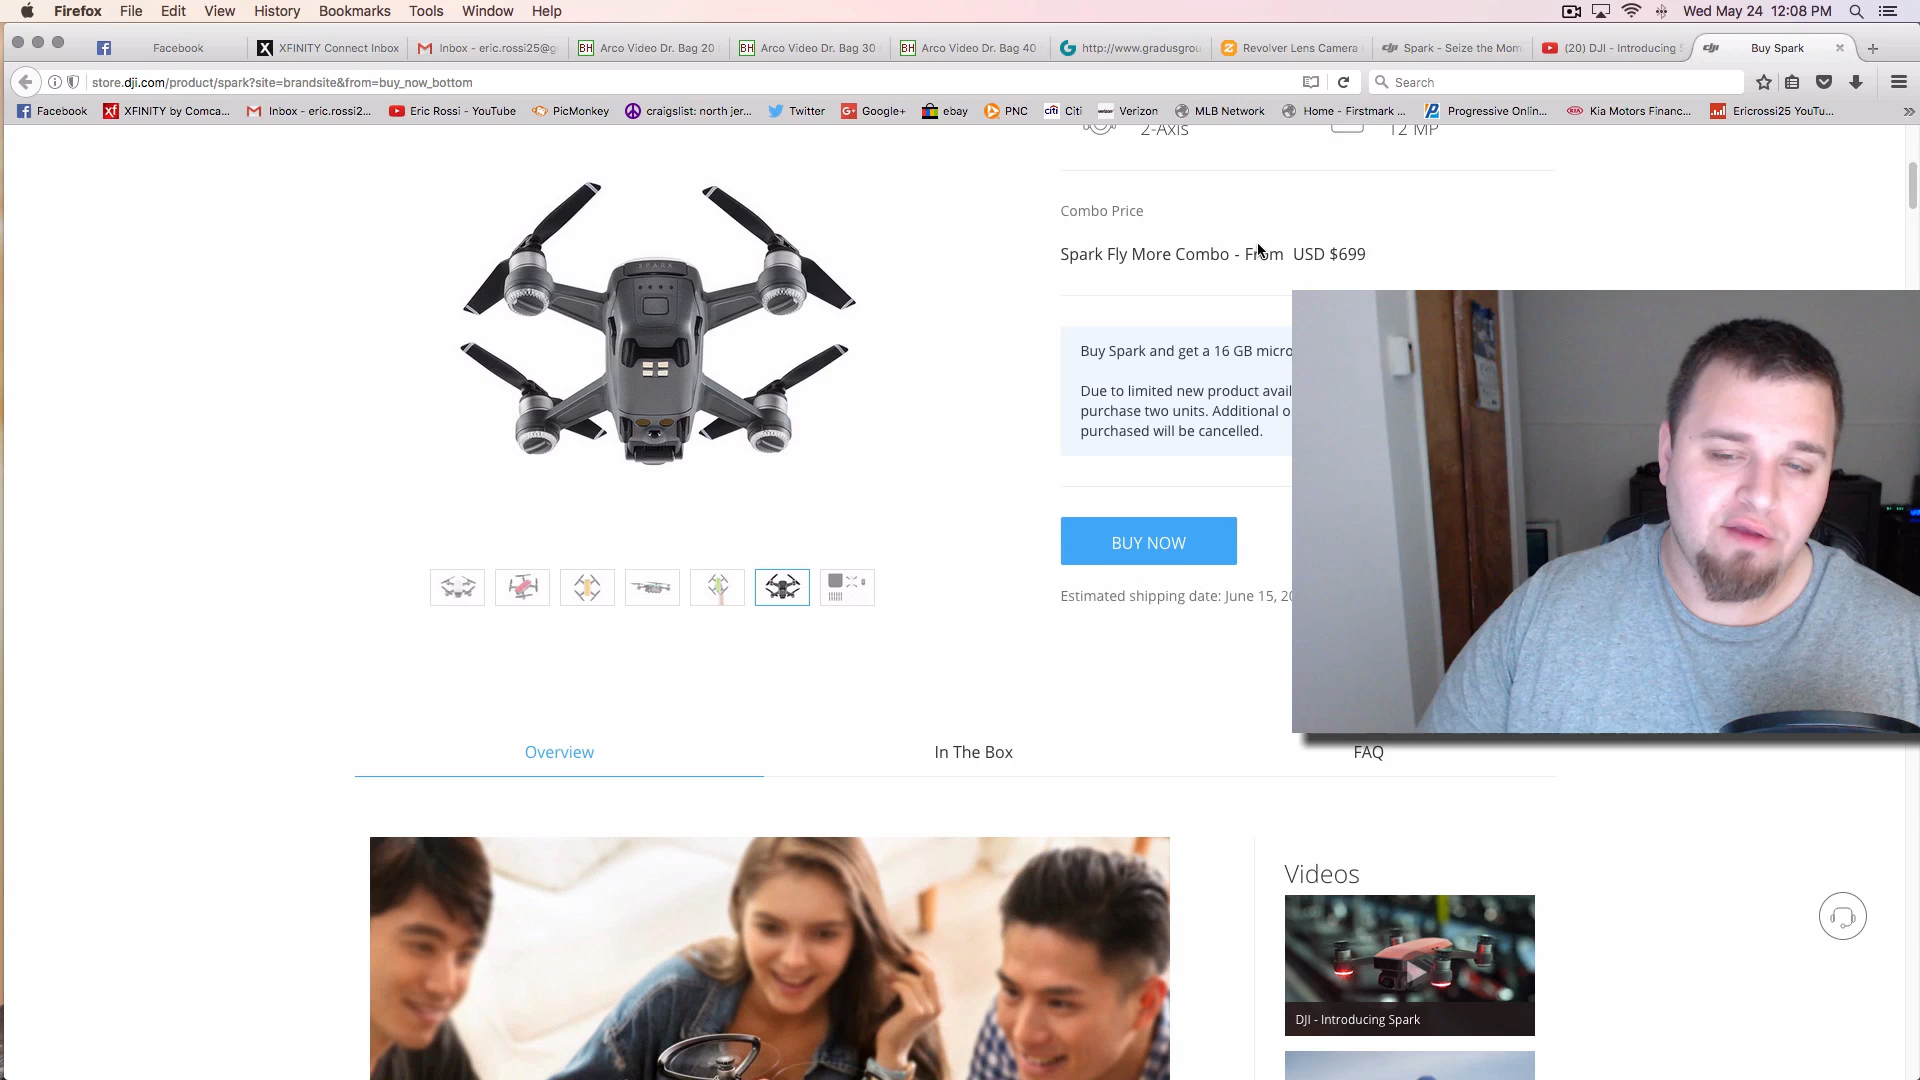 Firefox File Edit View History Bookmarks Tools Window Help Wed May 24 12:08 PM
Facebook XFINITY Connect Inbox Inbox - eric.rossi25@g Arco Video Dr. Bag 20 Arco Video Dr. Bag 30 Arco Video Dr. Bag 40 http://www.gradusgrou Revolver Lens Camera Spark - Seize the Mom (20) DJI - Introducing Buy Spark
store.dji.com/product/spark?site=brandsite&from=buy_now_bottom Search
Facebook XFINITY by Comca... Inbox - eric.rossi2... Eric Rossi - YouTube PicMonkey craigslist: north jer... Twitter Google+ ebay PNC Citi Verizon MLB Network Home - Firstmark ... Progressive Onlin... Kia Motors Financ... Ericrossi25 YouTu...
2-Axis 12 MP
Combo Price
Spark Fly More Combo - From USD $699
Buy Spark and get a 16 GB micro
Due to limited new product avail
purchase two units. Additional o
purchased will be cancelled.
BUY NOW
Estimated shipping date: June 15, 20
Overview In The Box FAQ
Videos
DJI - Introducing Spark
SPARK